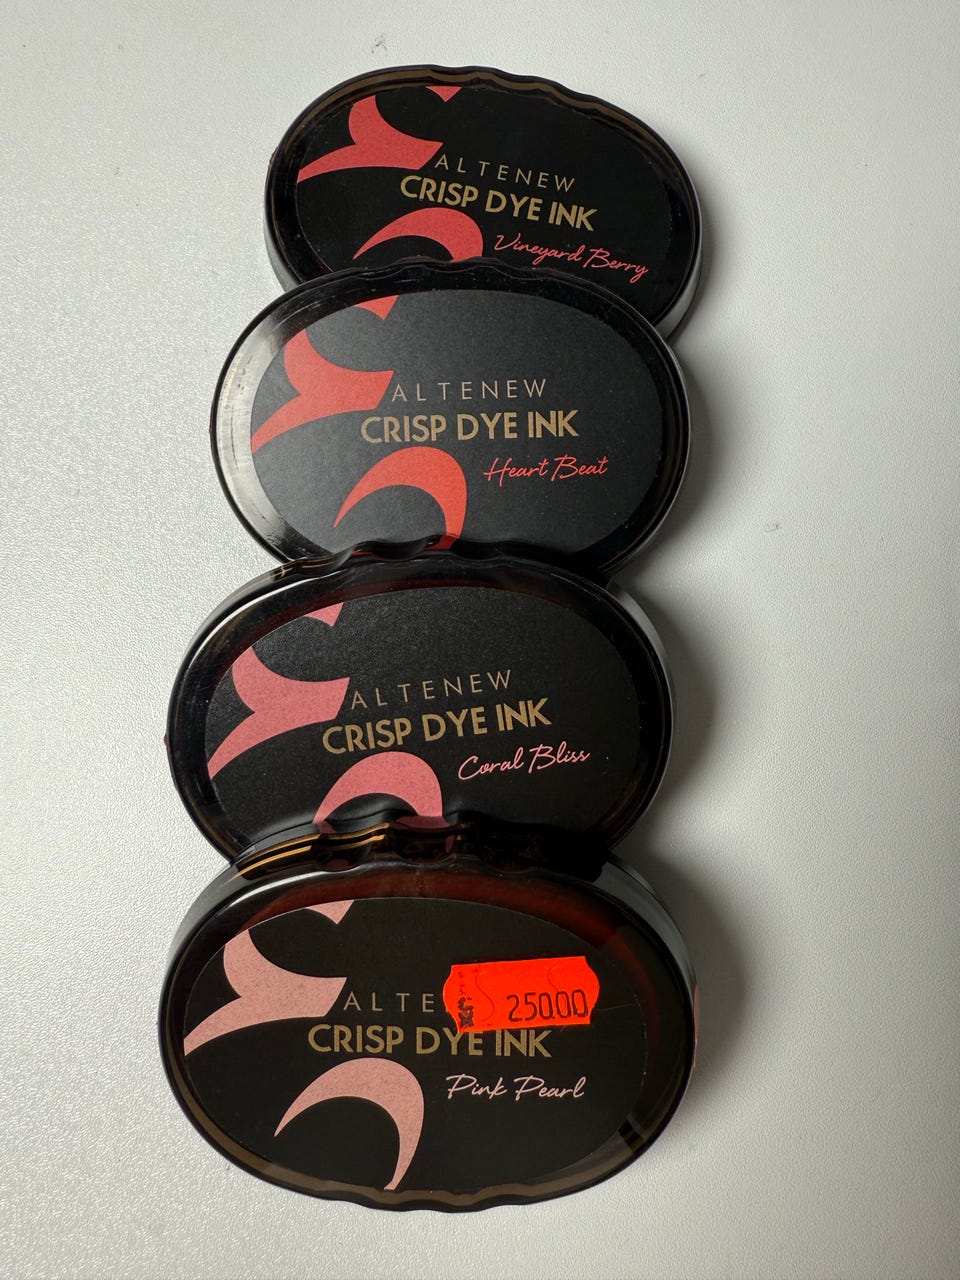 ALTENEW
CRISP DYE INK
Vineyard Berry
ALTENEW
CRISP DYE INK
Heart Beat
ALTENEW
CRISP DYE INK
Coral Bliss
250.00
ALTE
CRISP DYE INK
Pink Pearl